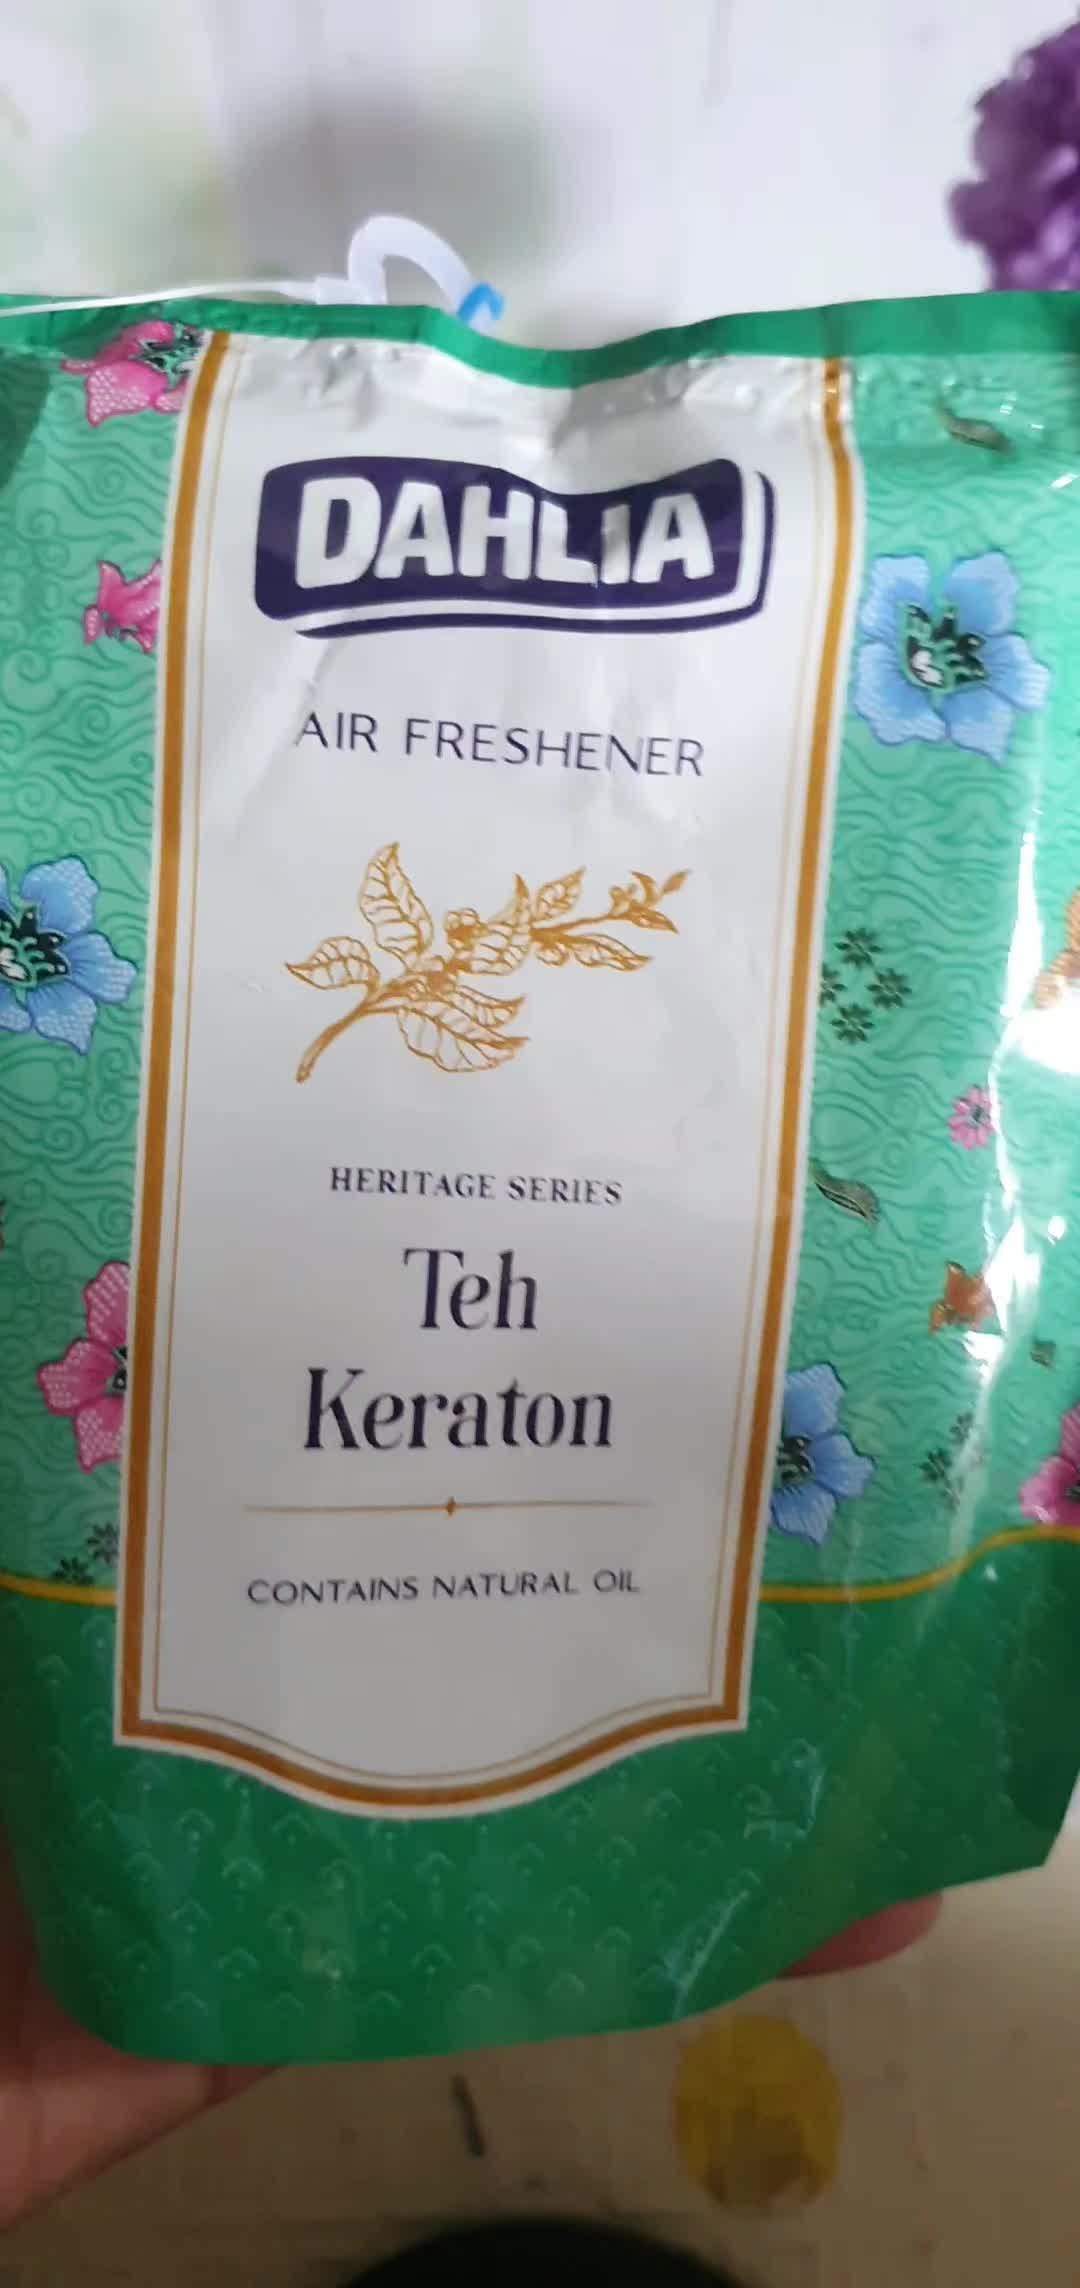 DAHLIA
AIR FRESHENER
HERITAGE SERIES
Teh
Keraton
CONTAINS NATURAL OIL